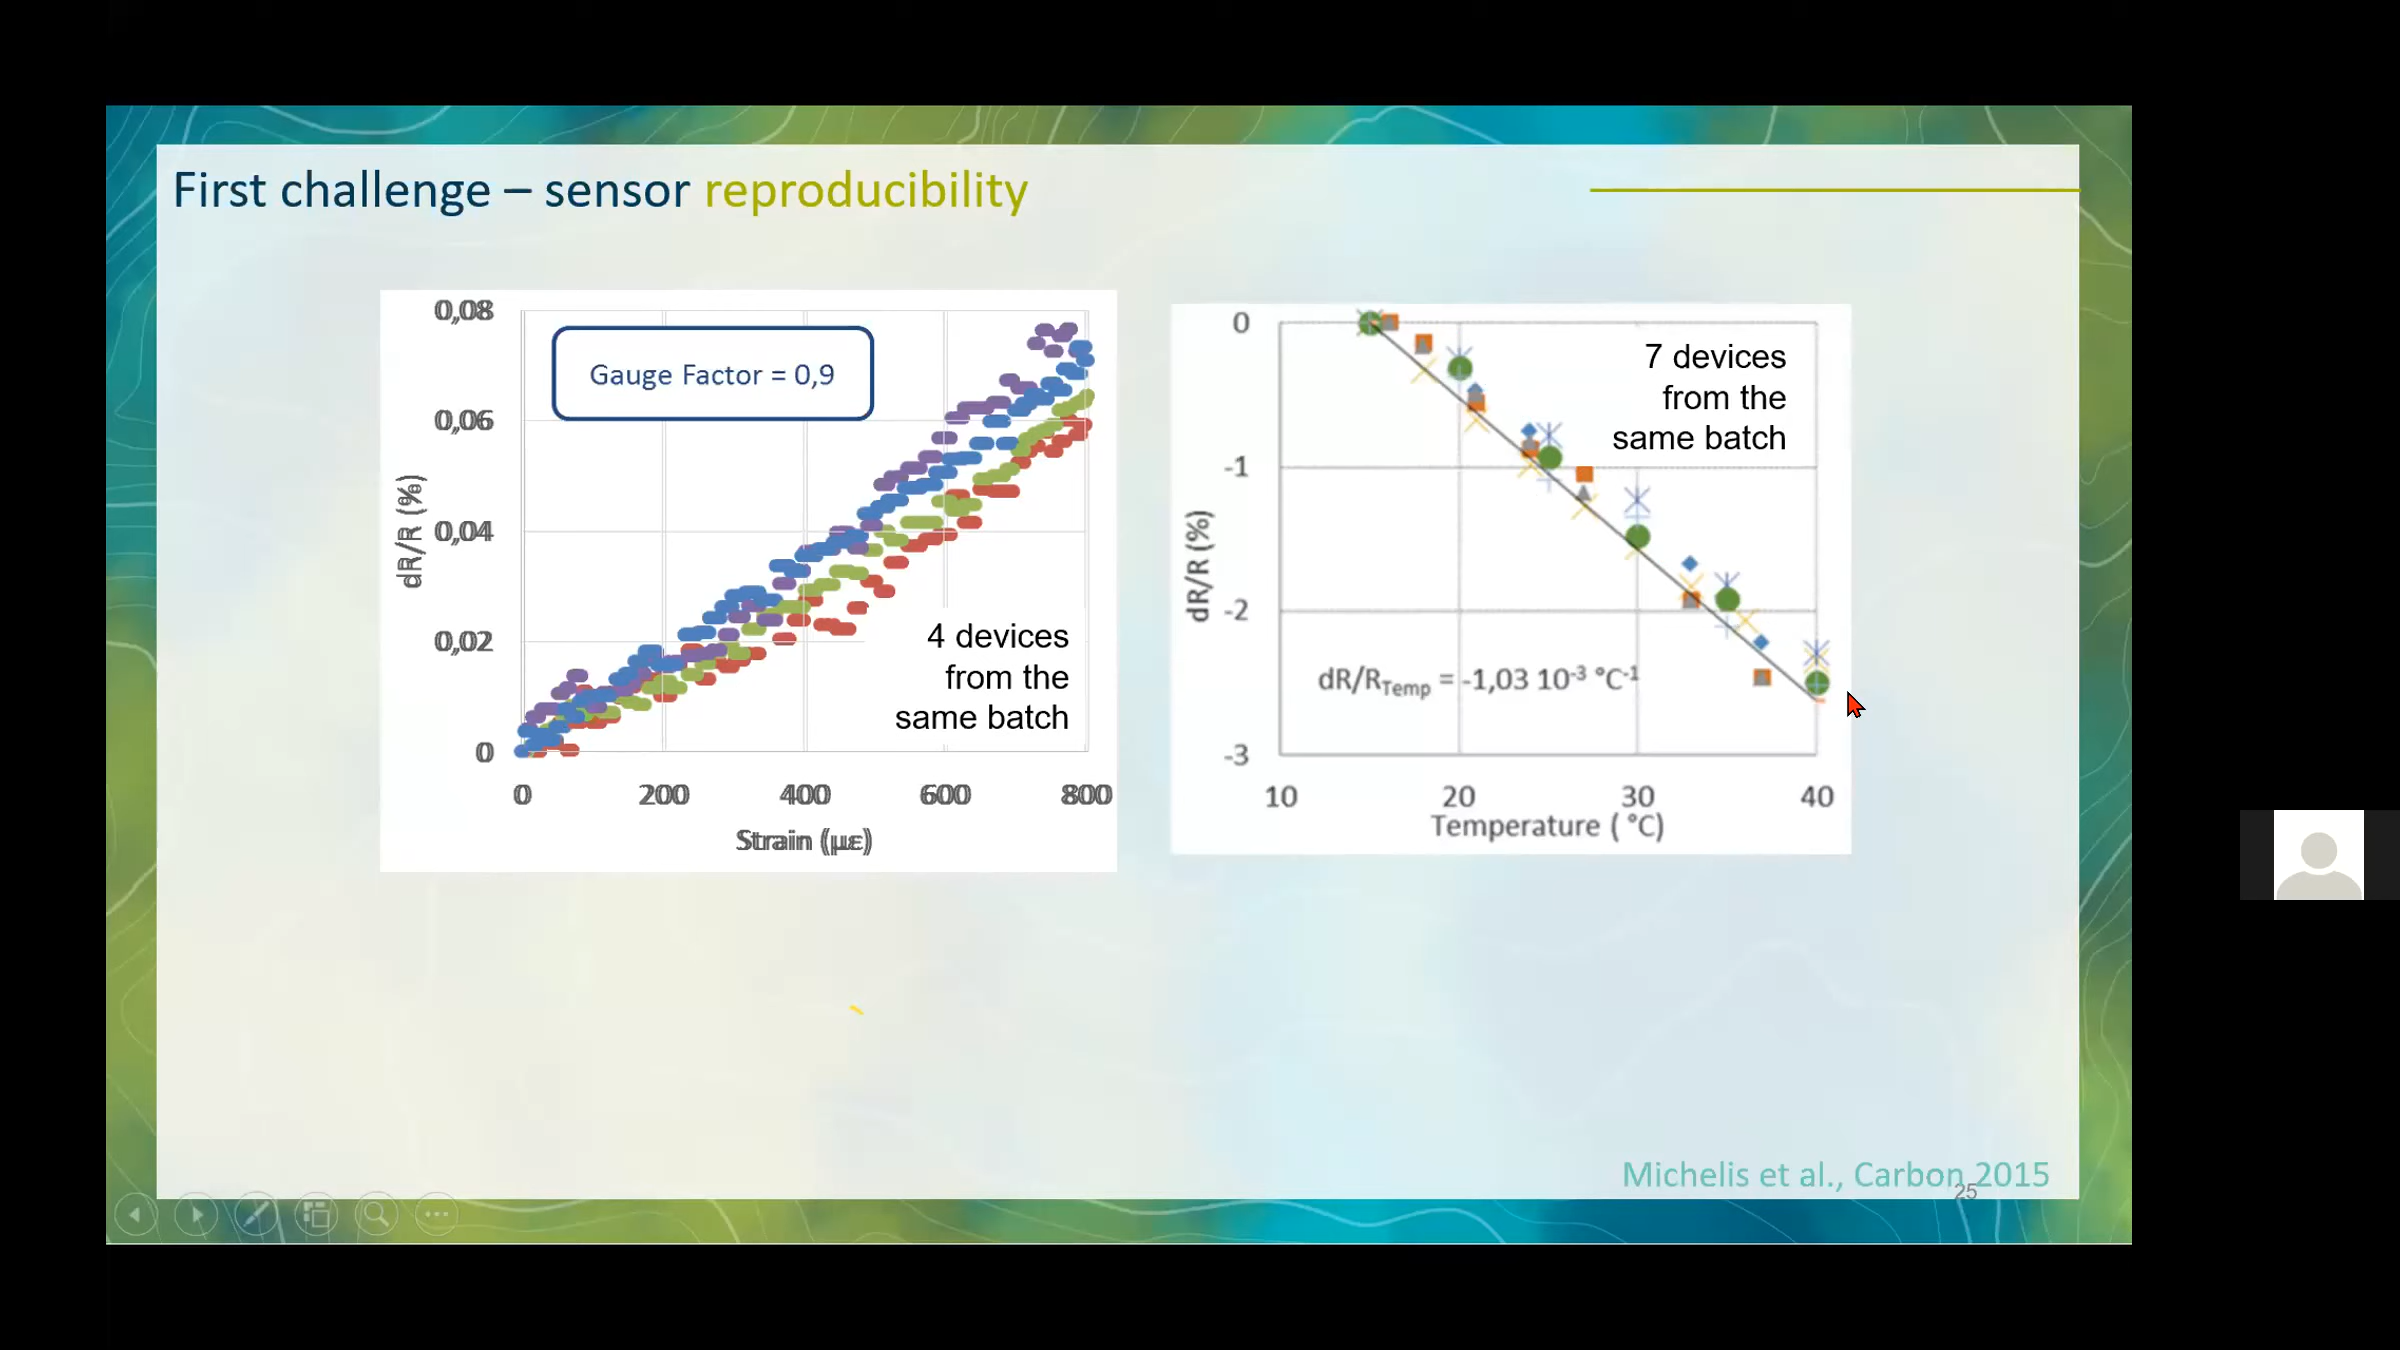 First challenge – sensor reproducibility
0,08
0,06
0,04
0,02
0
dR/R (%)
Gauge Factor = 0,9
4 devices
from the
same batch
0 200 400 600 800
Strain (µε)
0
-1
-2
-3
dR/R (%)
7 devices
from the
same batch
dR/RTemp = -1,03 10-3 °C-1
10 20 30 40
Temperature ( °C)
Michelis et al., Carbon 2015
25